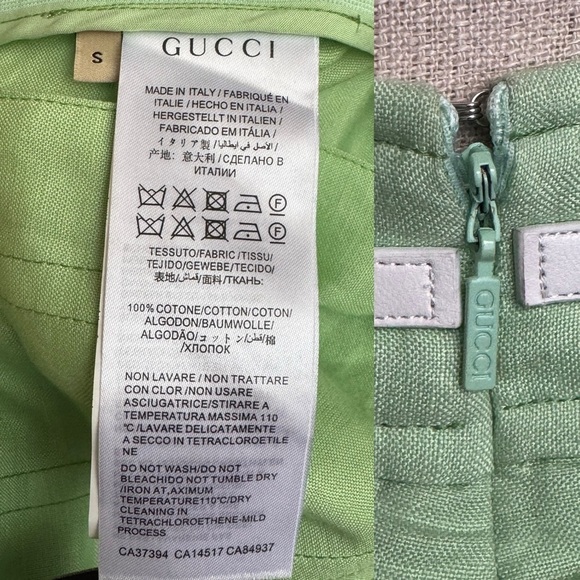 S
GUCCI
MADE IN ITALY / FABRIQUÉ EN
ITALIE / HECHO EN ITALIA /
HERGESTELLT IN ITALIEN /
FABRICADO EM ITÁLIA /
イタリア製 / الأصل في ايطاليا /
产地: 意大利 / СДЕЛАНО В
ИТАЛИИ
F
F
TESSUTO/FABRIC /TISSU/
TEJIDO/GEWEBE/TECIDO/
表地/قماش/面料/ТКАНЬ:
100% COTONE/COTTON/COTON/
ALGODON/BAUMWOLLE/
ALGODÃO/コットン/قطن/棉
/ХЛОПОК
NON LAVARE / NON TRATTARE
CON CLORO / NON USARE
ASCIUGATRICE/STIRARE A
TEMPERATURA MASSIMA 110
°C /LAVARE DELICATAMENTE
A SECCO IN TETRACLOROETILE
NE
DO NOT WASH/DO NOT
BLEACH/DO NOT TUMBLE DRY
/IRON AT,AXIMUM
TEMPERATURE 110°C/DRY
CLEANING IN
TETRACHLOROETHENE-MILD
PROCESS
CA37394 CA14517 CA84937
GUCCI